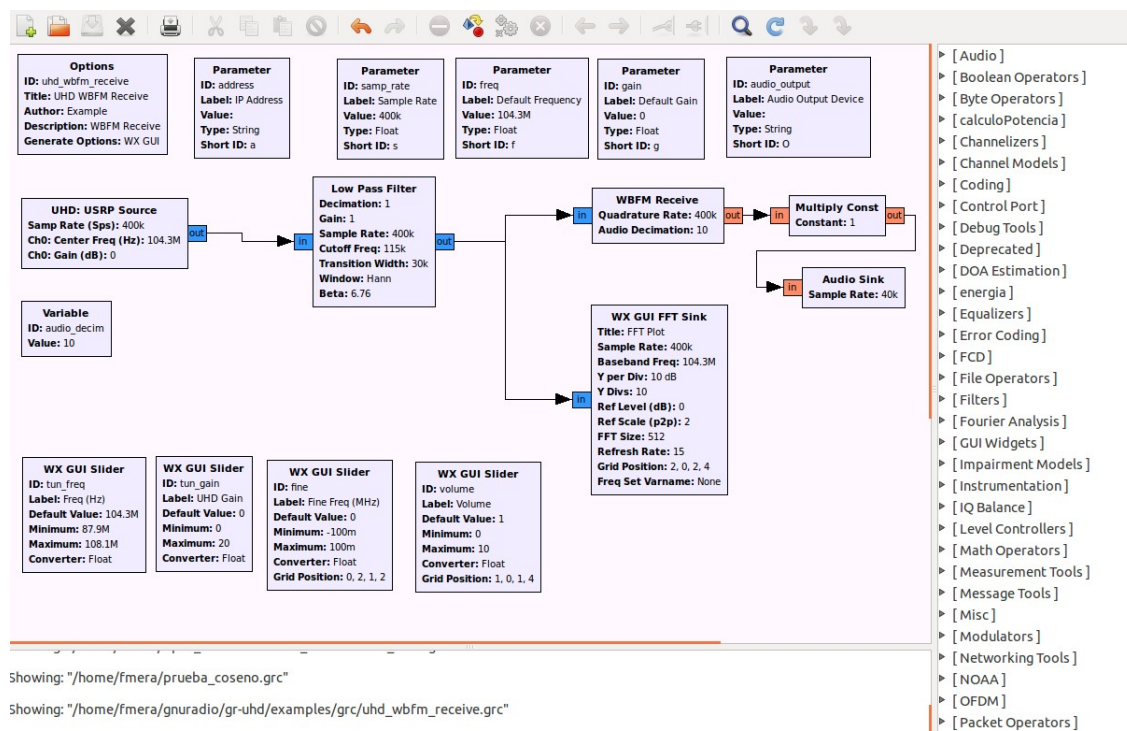 Options
ID: uhd_wbfm_receive
Title: UHD WBFM Receive
Author: Example
Description: WBFM Receive
Generate Options: WX GUI
Parameter
ID: address
Label: IP Address
Value:
Type: String
Short ID: a
Parameter
ID: samp_rate
Label: Sample Rate
Value: 400k
Type: Float
Short ID: s
Parameter
ID: freq
Label: Default Frequency
Value: 104.3M
Type: Float
Short ID: f
Parameter
ID: gain
Label: Default Gain
Value: 0
Type: Float
Short ID: g
Parameter
ID: audio_output
Label: Audio Output Device
Value:
Type: String
Short ID: O
UHD: USRP Source
Samp Rate (Sps): 400k
Ch0: Center Freq (Hz): 104.3M
Ch0: Gain (dB): 0
out
in
Low Pass Filter
Decimation: 1
Gain: 1
Sample Rate: 400k
Cutoff Freq: 115k
Transition Width: 30k
Window: Hann
Beta: 6.76
out
in
WBFM Receive
Quadrature Rate: 400k
Audio Decimation: 10
out
in
Multiply Const
Constant: 1
out
in
Audio Sink
Sample Rate: 40k
Variable
ID: audio_decim
Value: 10
in
WX GUI FFT Sink
Title: FFT Plot
Sample Rate: 400k
Baseband Freq: 104.3M
Y per Div: 10 dB
Y Divs: 10
Ref Level (dB): 0
Ref Scale (p2p): 2
FFT Size: 512
Refresh Rate: 15
Grid Position: 2, 0, 2, 4
Freq Set Varname: None
WX GUI Slider
ID: tun_freq
Label: Freq (Hz)
Default Value: 104.3M
Minimum: 87.9M
Maximum: 108.1M
Converter: Float
WX GUI Slider
ID: tun_gain
Label: UHD Gain
Default Value: 0
Minimum: 0
Maximum: 20
Converter: Float
WX GUI Slider
ID: fine
Label: Fine Freq (MHz)
Default Value: 0
Minimum: -100m
Maximum: 100m
Converter: Float
Grid Position: 0, 2, 1, 2
WX GUI Slider
ID: volume
Label: Volume
Default Value: 1
Minimum: 0
Maximum: 10
Converter: Float
Grid Position: 1, 0, 1, 4
Showing: "/home/fmera/prueba_coseno.grc"
Showing: "/home/fmera/gnuradio/gr-uhd/examples/grc/uhd_wbfm_receive.grc"
[ Audio ]
[ Boolean Operators ]
[ Byte Operators ]
[ calculoPotencia ]
[ Channelizers ]
[ Channel Models ]
[ Coding ]
[ Control Port ]
[ Debug Tools ]
[ Deprecated ]
[ DOA Estimation ]
[ energia ]
[ Equalizers ]
[ Error Coding ]
[ FCD ]
[ File Operators ]
[ Filters ]
[ Fourier Analysis ]
[ GUI Widgets ]
[ Impairment Models ]
[ Instrumentation ]
[ IQ Balance ]
[ Level Controllers ]
[ Math Operators ]
[ Measurement Tools ]
[ Message Tools ]
[ Misc ]
[ Modulators ]
[ Networking Tools ]
[ NOAA ]
[ OFDM ]
[ Packet Operators ]